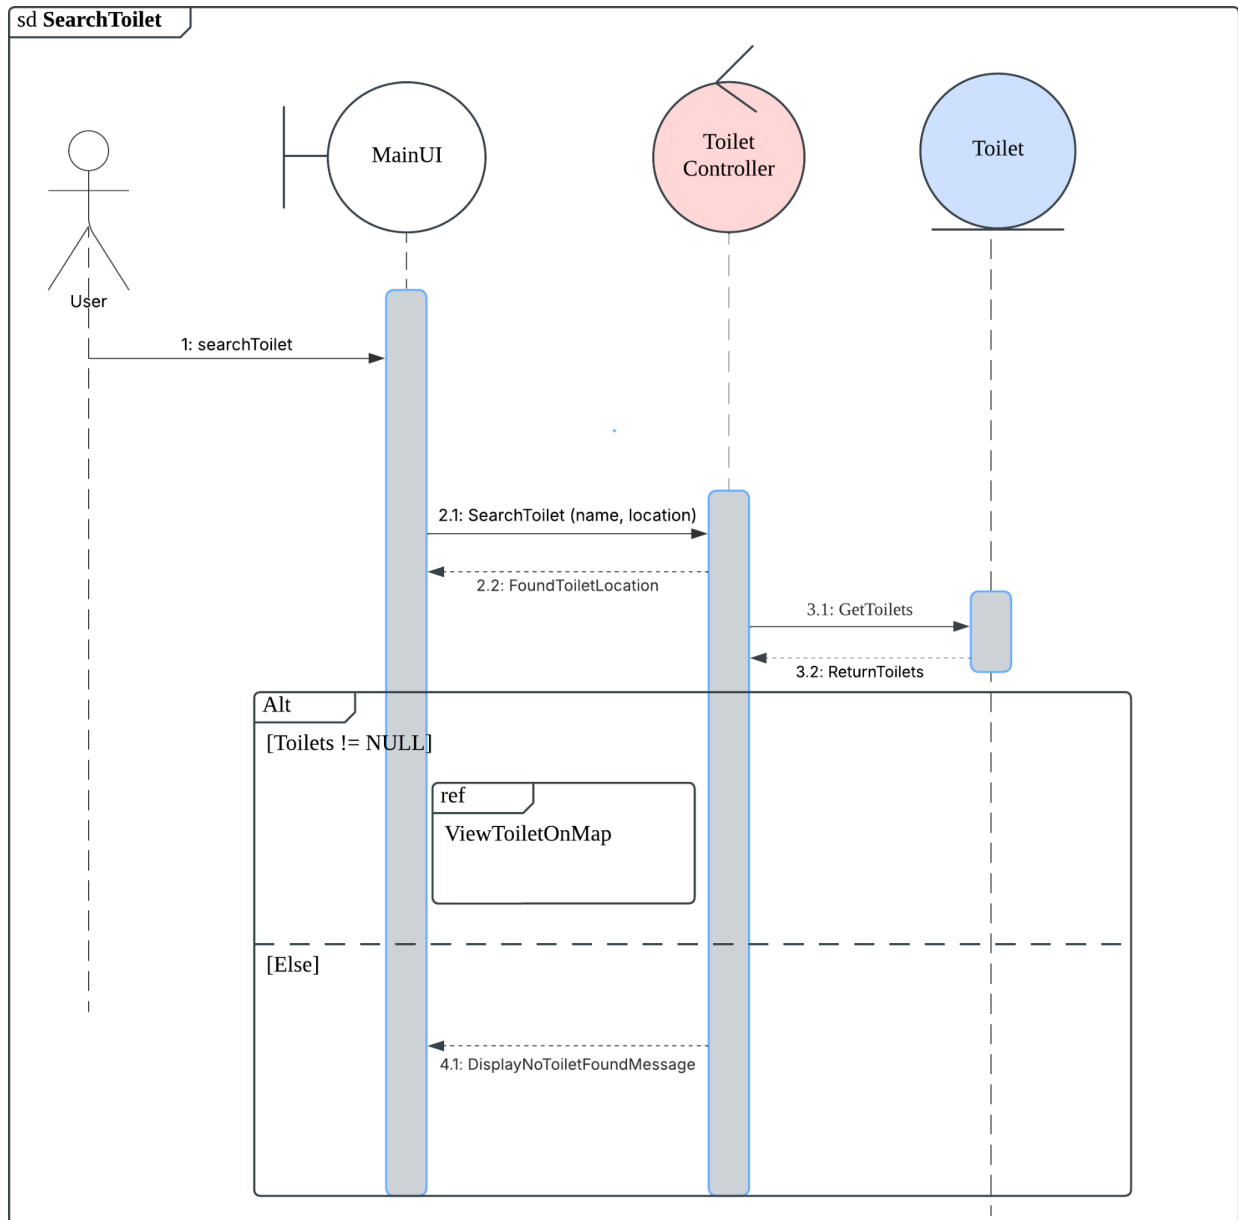 sd SearchToilet
MainUI
Toilet
Controller
Toilet
User
1: searchToilet
2.1: SearchToilet (name, location)
2.2: FoundToiletLocation
3.1: GetToilets
3.2: ReturnToilets
Alt
[Toilets != NULL]
ref
ViewToiletOnMap
[Else]
4.1: DisplayNoToiletFoundMessage